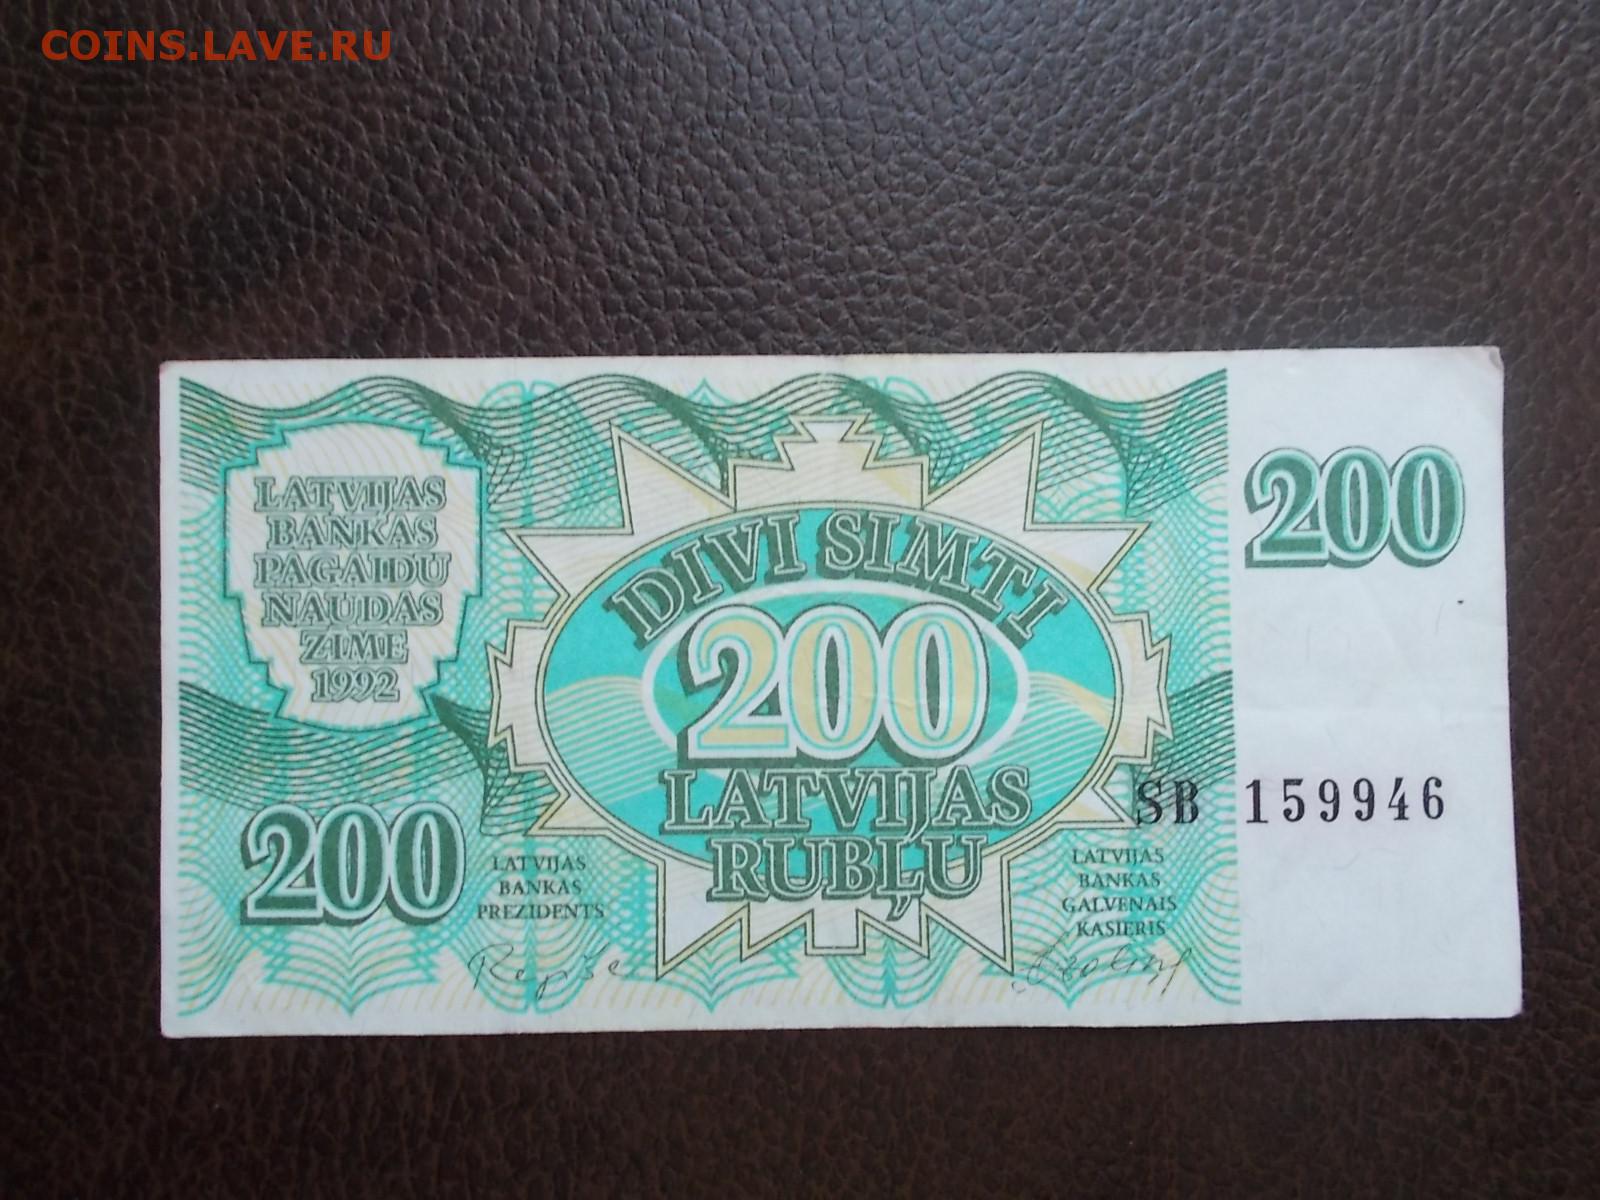 COINS.LAVE.RU
LATVIJAS
BANKAS
PAGAIDU
NAUDAS
ZĪME
1992
DIVI SIMTI
200
LATVIJAS
RUBĻU
200
SB 159946
200
LATVIJAS
BANKAS
PREZIDENTS
Repše
LATVIJAS
BANKAS
GALVENAIS
KASIERIS